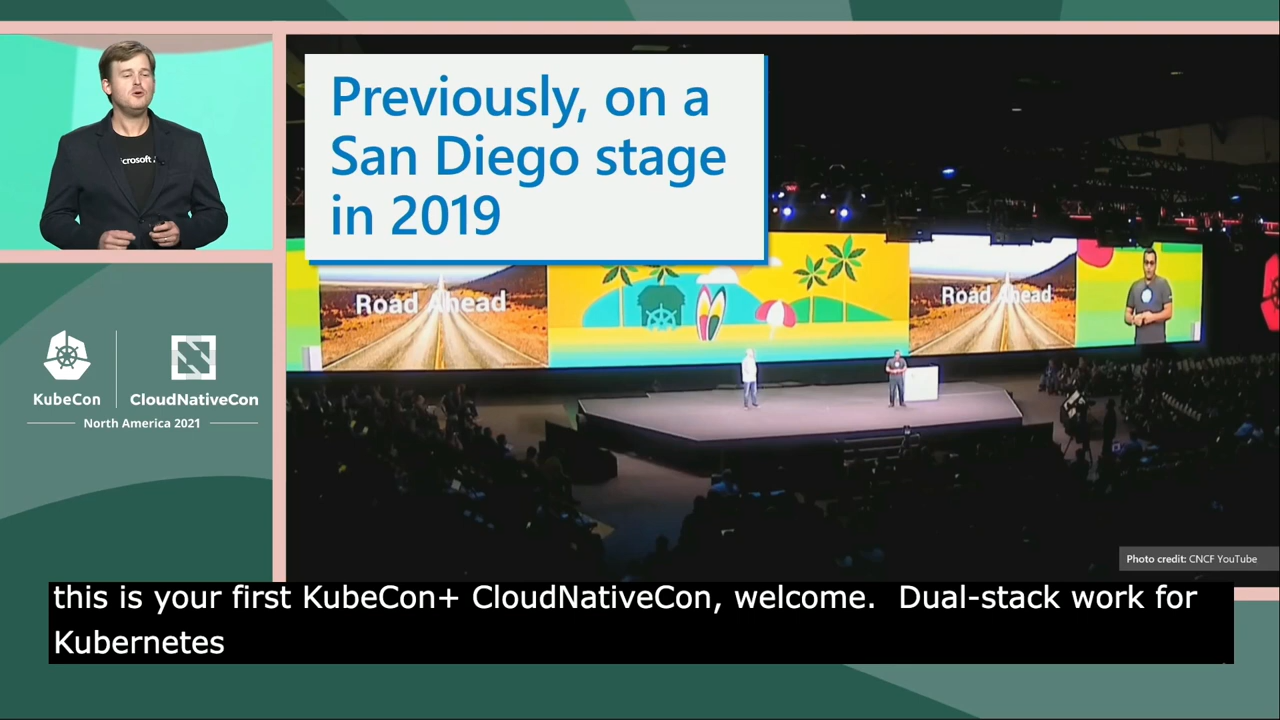 Previously, on a
San Diego stage
in 2019
crosoft
Road Ahead
Road Ahead
KubeCon
CloudNativeCon
North America 2021
Photo credit: CNCF YouTube
this is your first KubeCon+ CloudNativeCon, welcome.  Dual-stack work for
Kubernetes